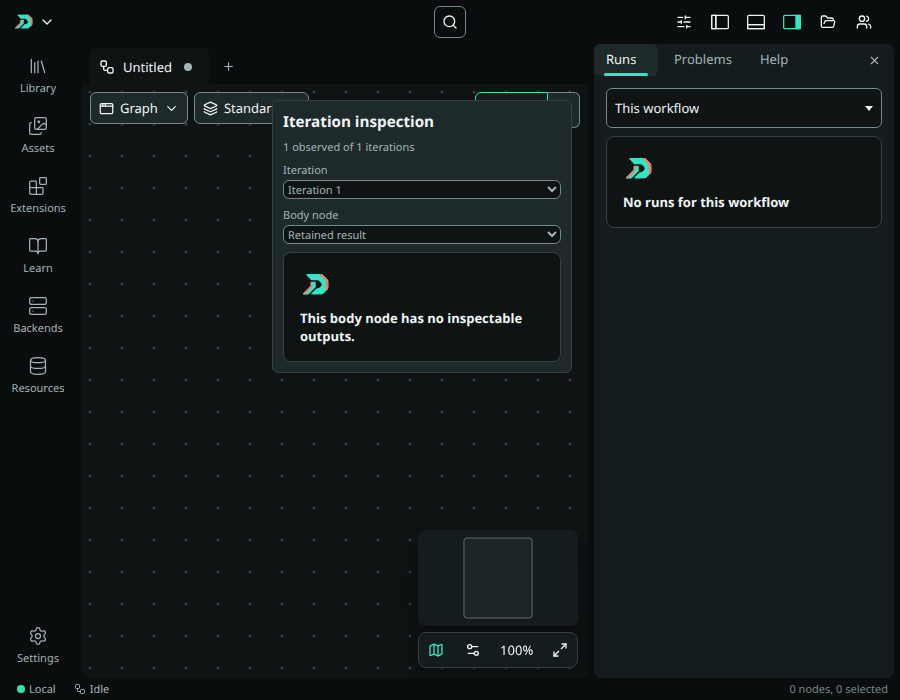 Untitled
Library
Assets
Extensions
Learn
Backends
Resources
Settings
Graph
Iteration inspection
1 observed of 1 iterations
Iteration
Iteration 1
Body node
Retained result
This body node has no inspectable
outputs.
100%
Runs
Problems
Help
This workflow
No runs for this workflow
Local
Idle
0 nodes, 0 selected